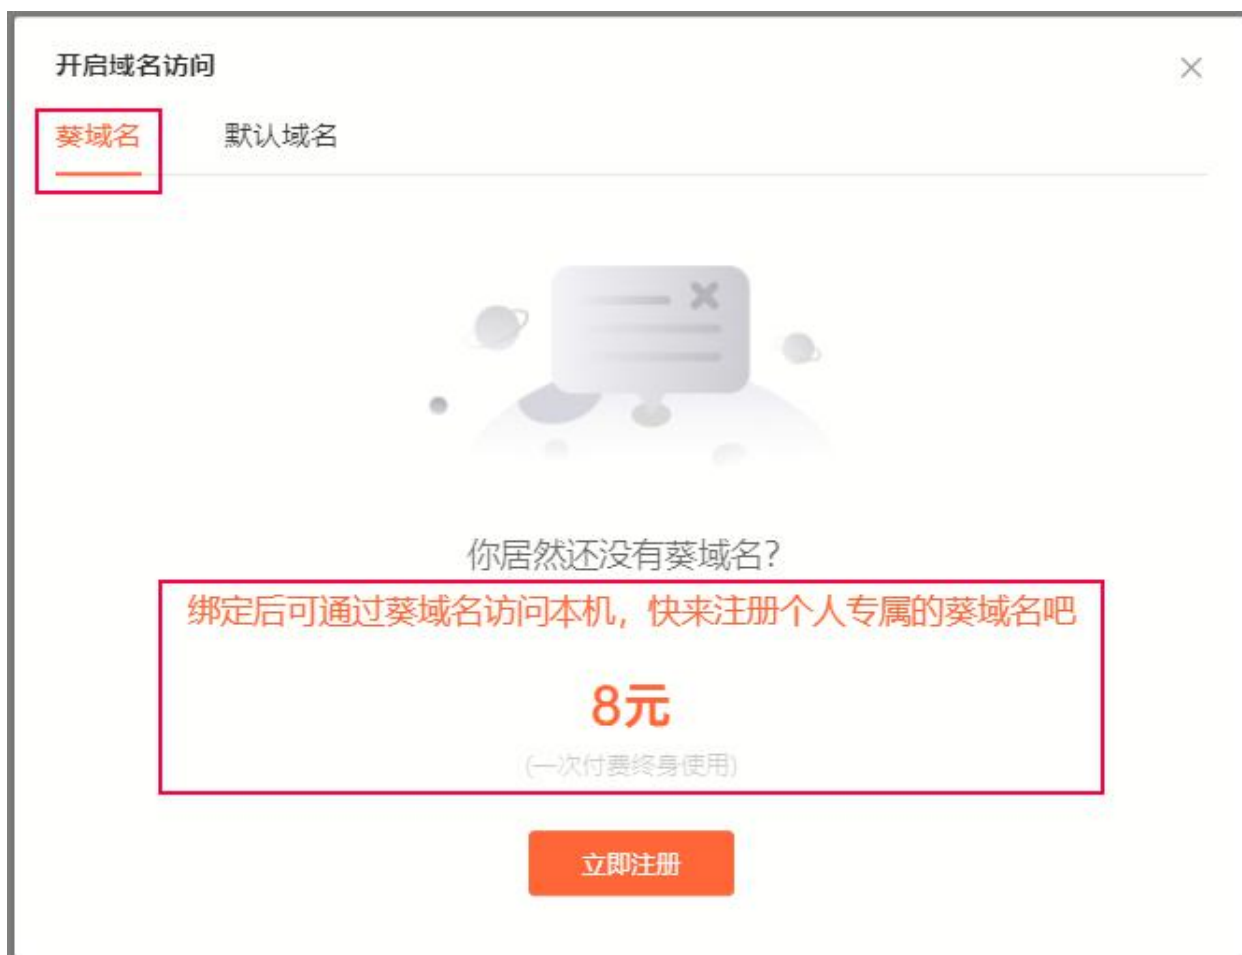 开启域名访问
葵域名
默认域名
你居然还没有葵域名?
绑定后可通过葵域名访问本机，快来注册个人专属的葵域名吧
8元
(一次付费终身使用)
立即注册